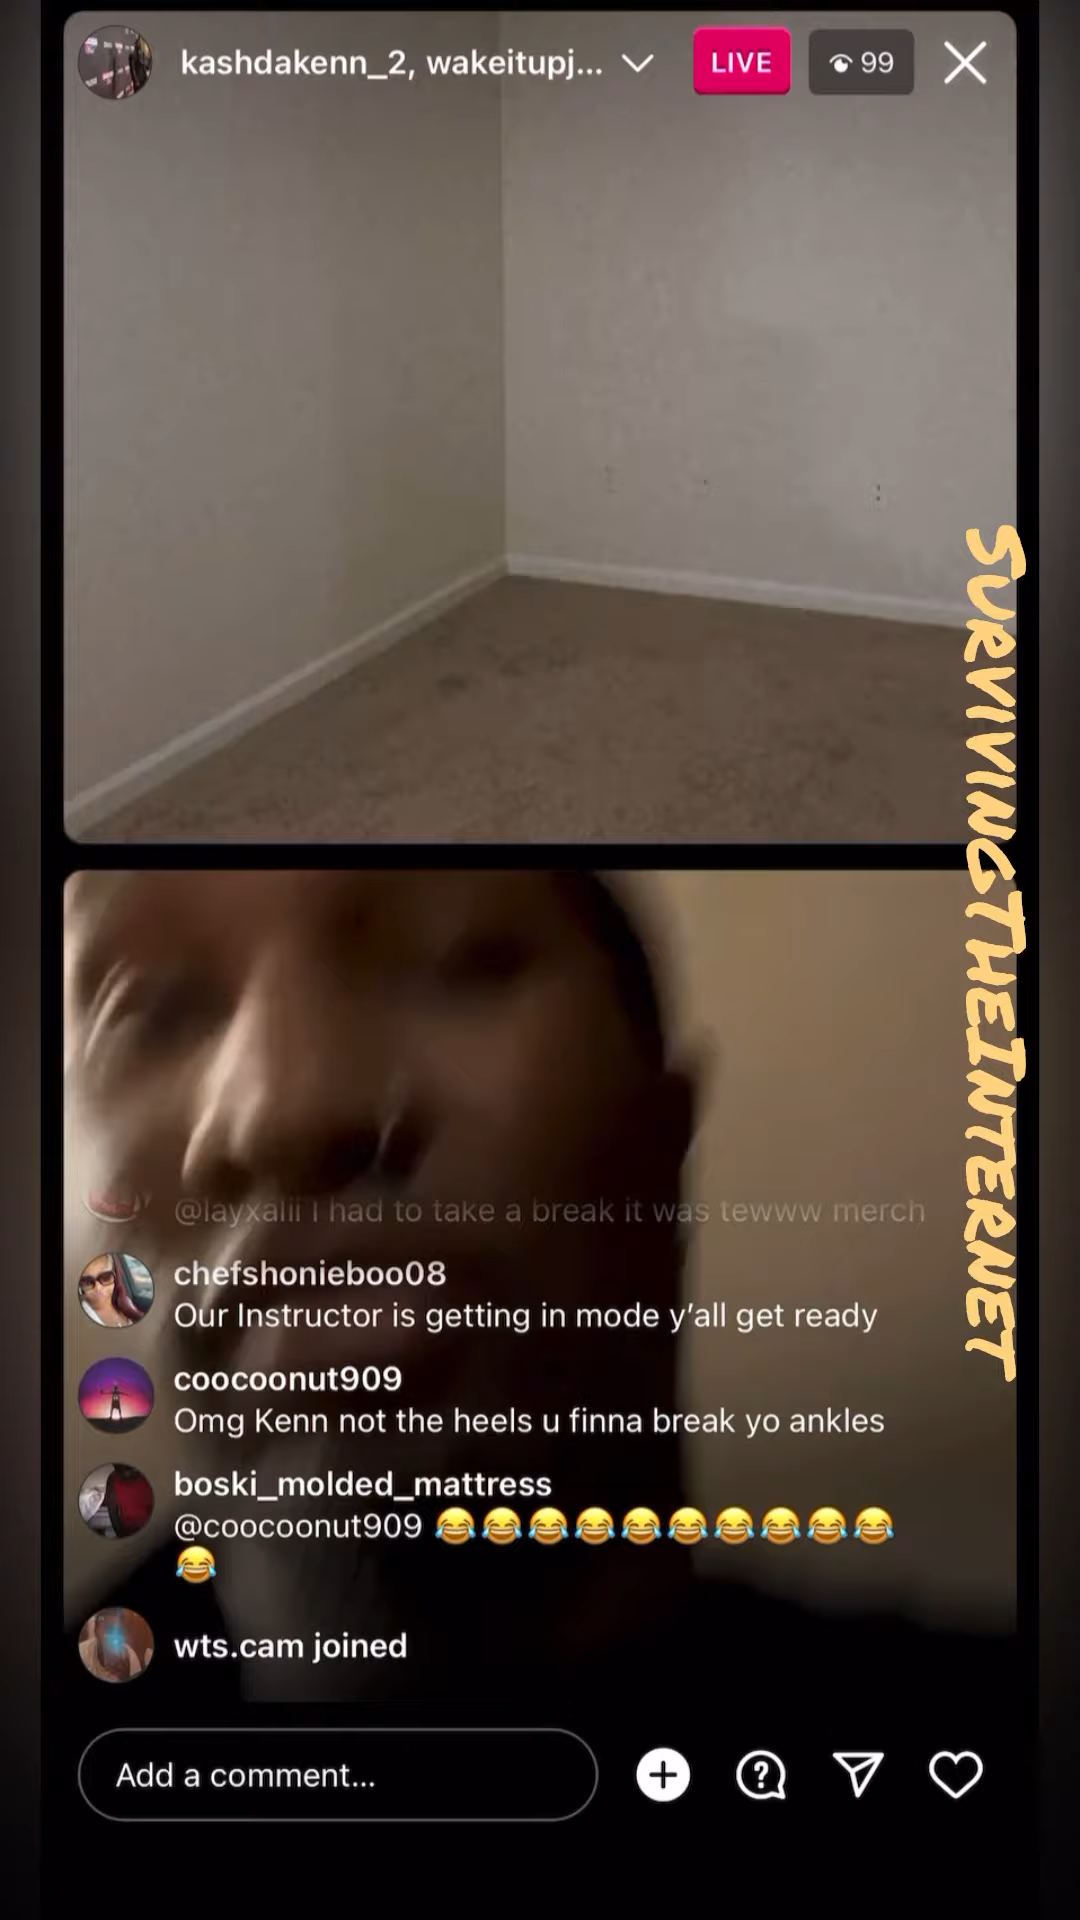 kashdakenn_2, wakeitupj...
LIVE
99
SURVIVINGTHEINTERNET
@layxalii I had to take a break it was tewww merch
chefshonieboo08
Our Instructor is getting in mode y’all get ready
coocoonut909
Omg Kenn not the heels u finna break yo ankles
boski_molded_mattress
@coocoonut909 😂😂😂😂😂😂😂😂😂😂
😂
wts.cam joined
Add a comment...